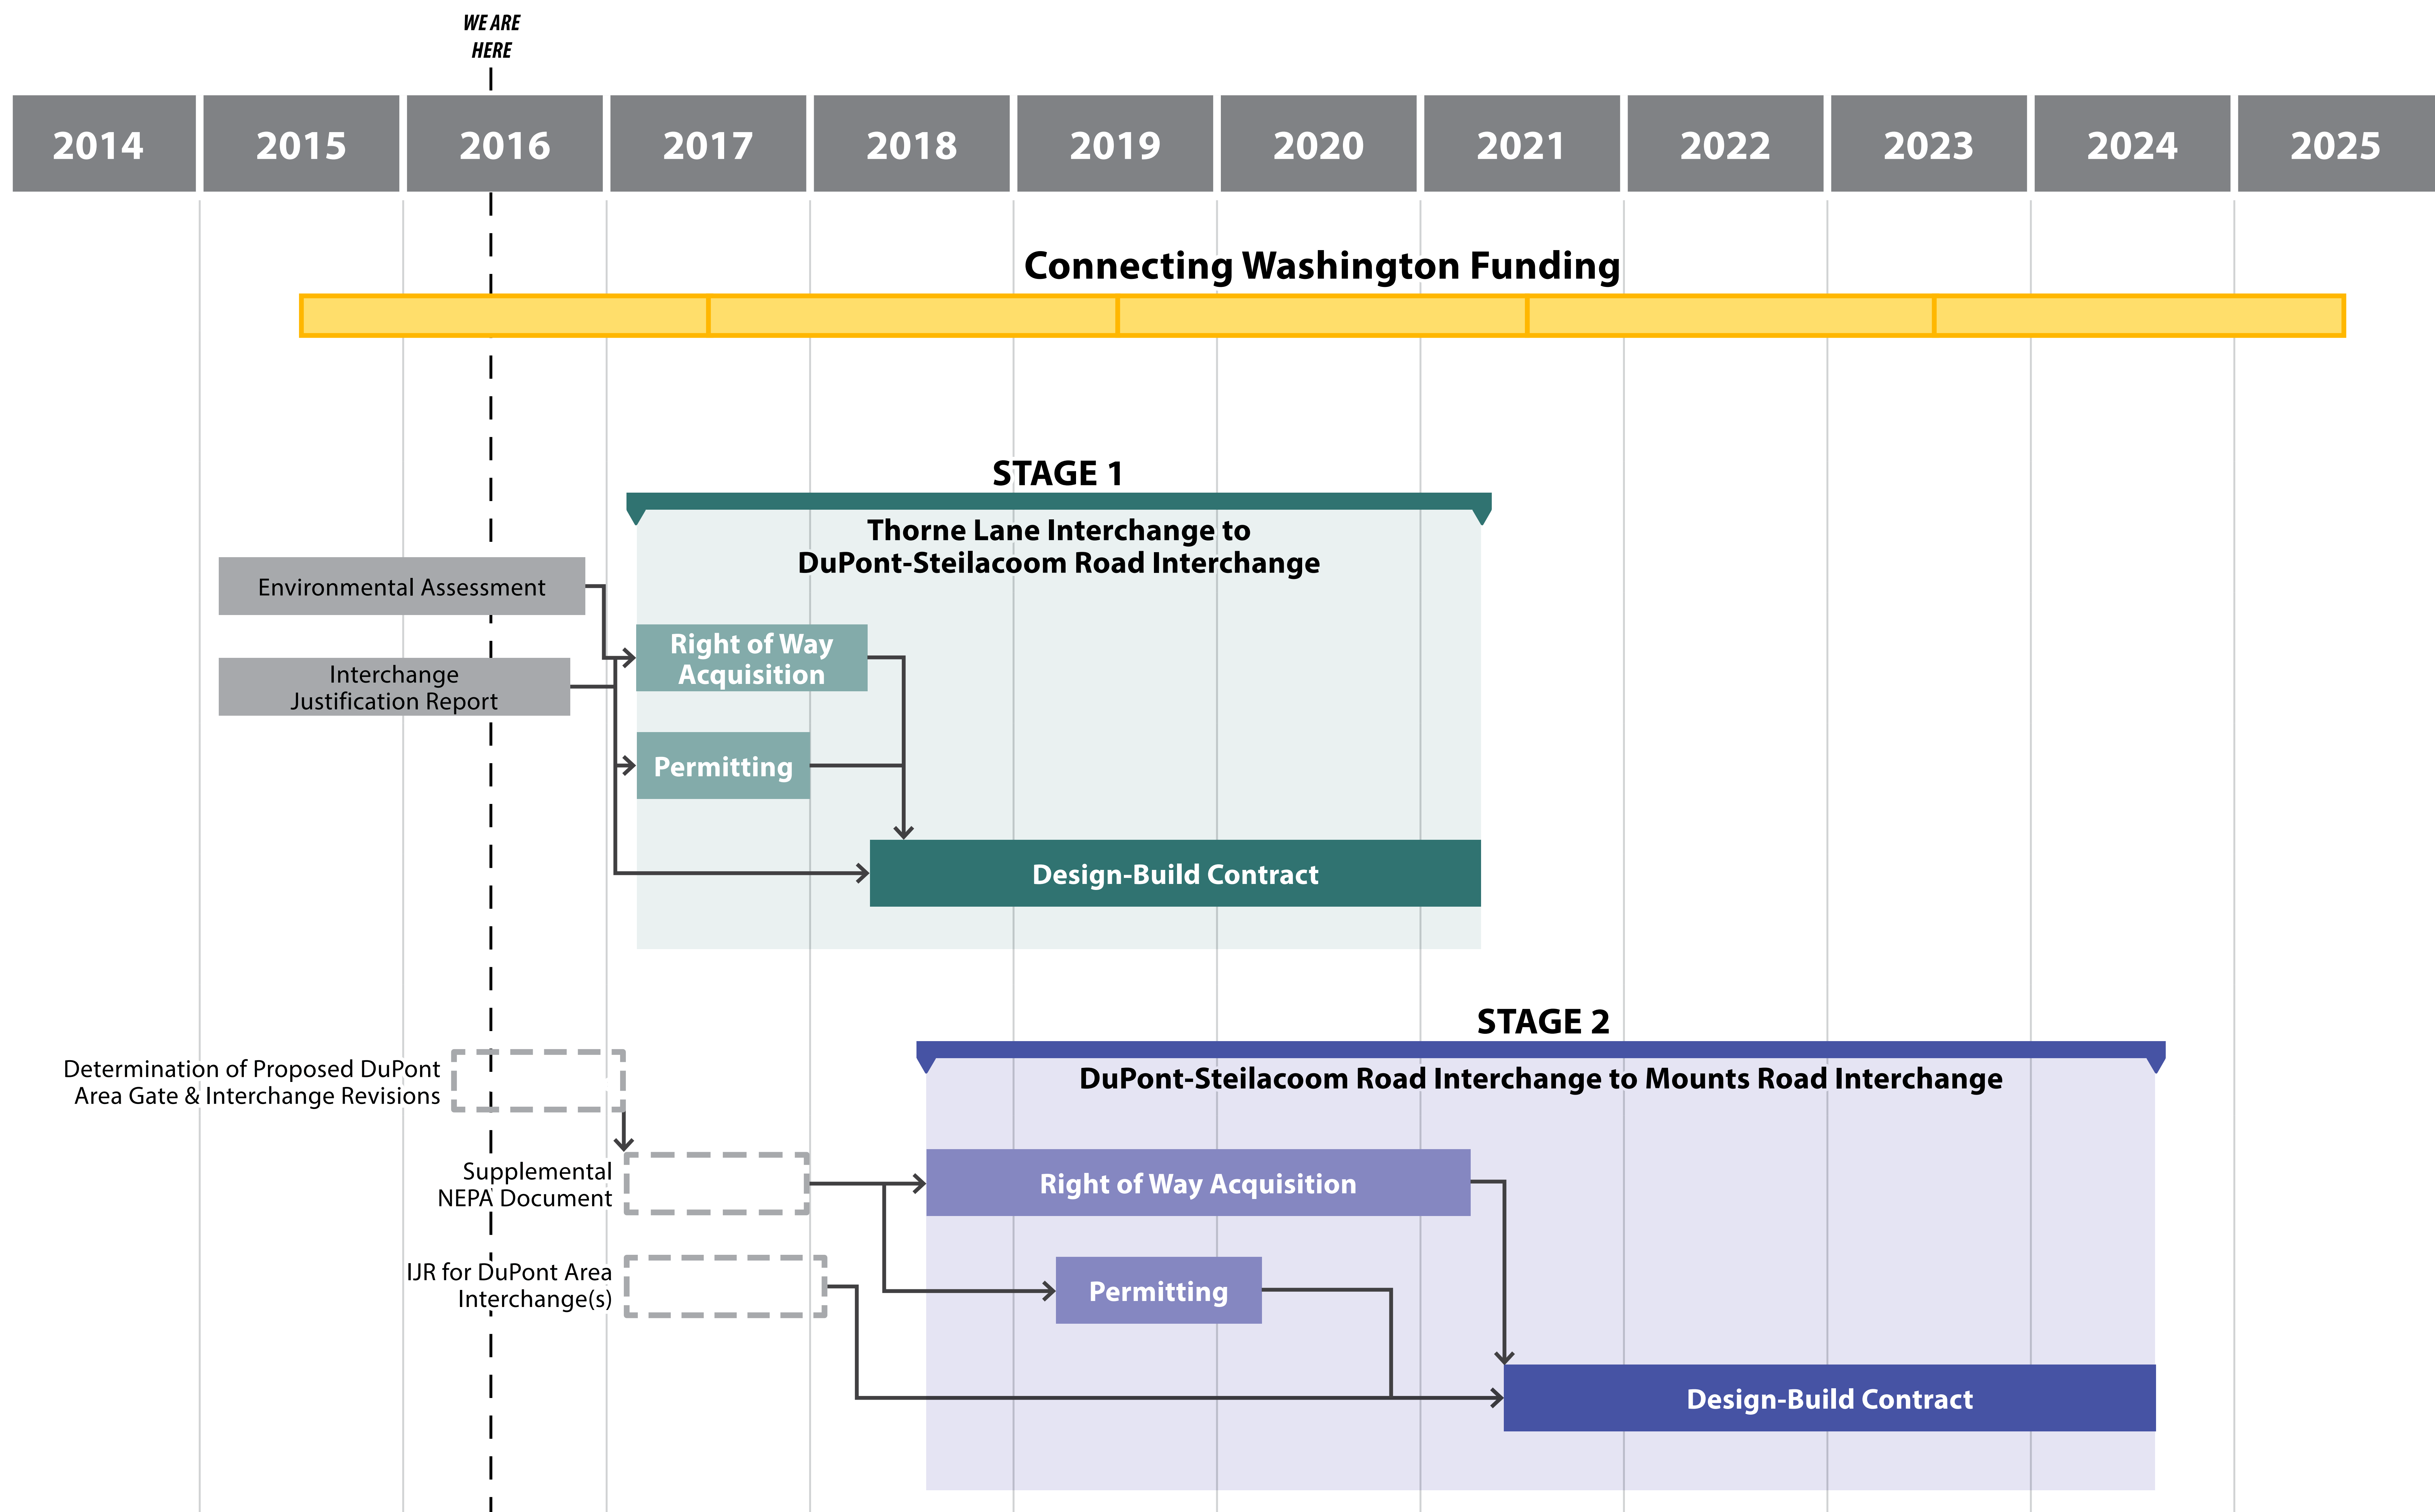 WE ARE
HERE
2014 2015 2016 2017 2018 2019 2020 2021 2022 2023 2024 2025
Connecting Washington Funding
STAGE 1
Thorne Lane Interchange to
DuPont-Steilacoom Road Interchange
Environmental Assessment
Interchange
Justification Report
Right of Way
Acquisition
Permitting
Design-Build Contract
STAGE 2
DuPont-Steilacoom Road Interchange to Mounts Road Interchange
Determination of Proposed DuPont
Area Gate & Interchange Revisions
Supplemental
NEPA Document
IJR for DuPont Area
Interchange(s)
Right of Way Acquisition
Permitting
Design-Build Contract